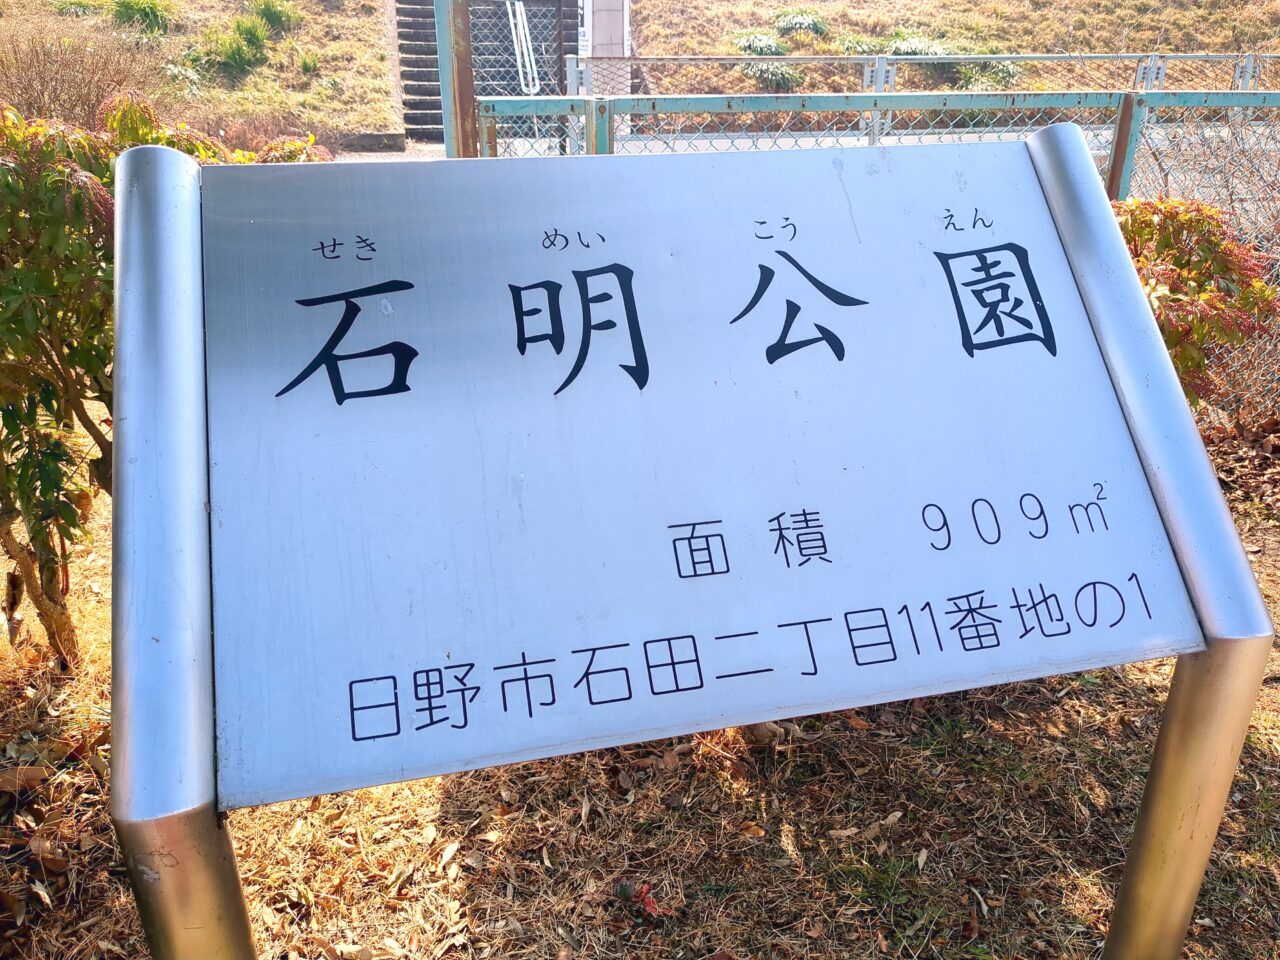 せき めい こう えん
石明公園
面積 909㎡
日野市石田二丁目11番地の1